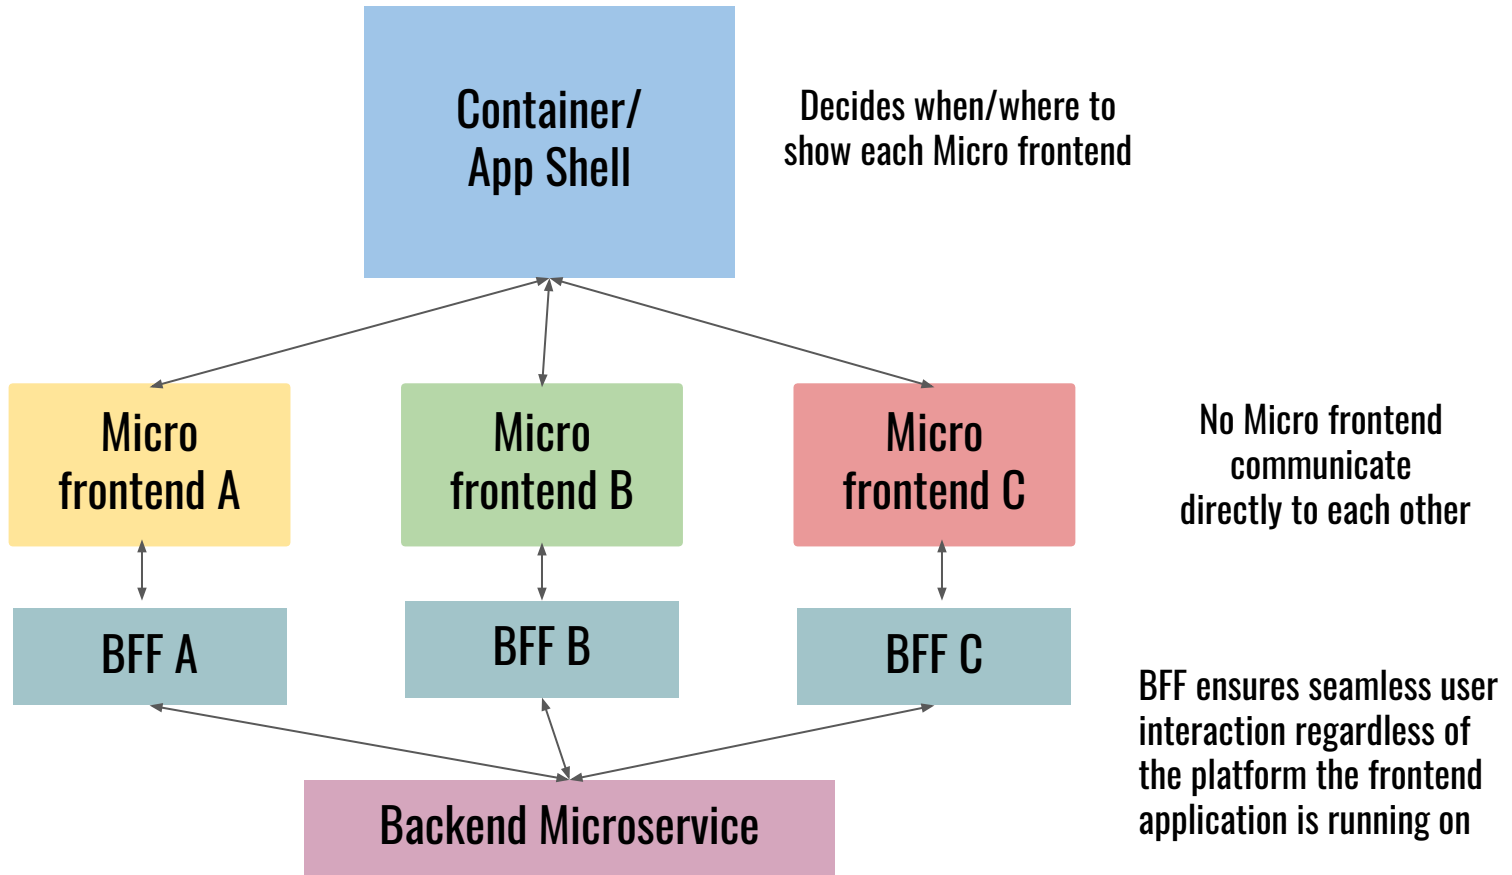 Container/
App Shell
Decides when/where to
show each Micro frontend
Micro
frontend A
Micro
frontend B
Micro
frontend C
No Micro frontend
communicate
directly to each other
BFF A
BFF B
BFF C
BFF ensures seamless user
interaction regardless of
the platform the frontend
application is running on
Backend Microservice